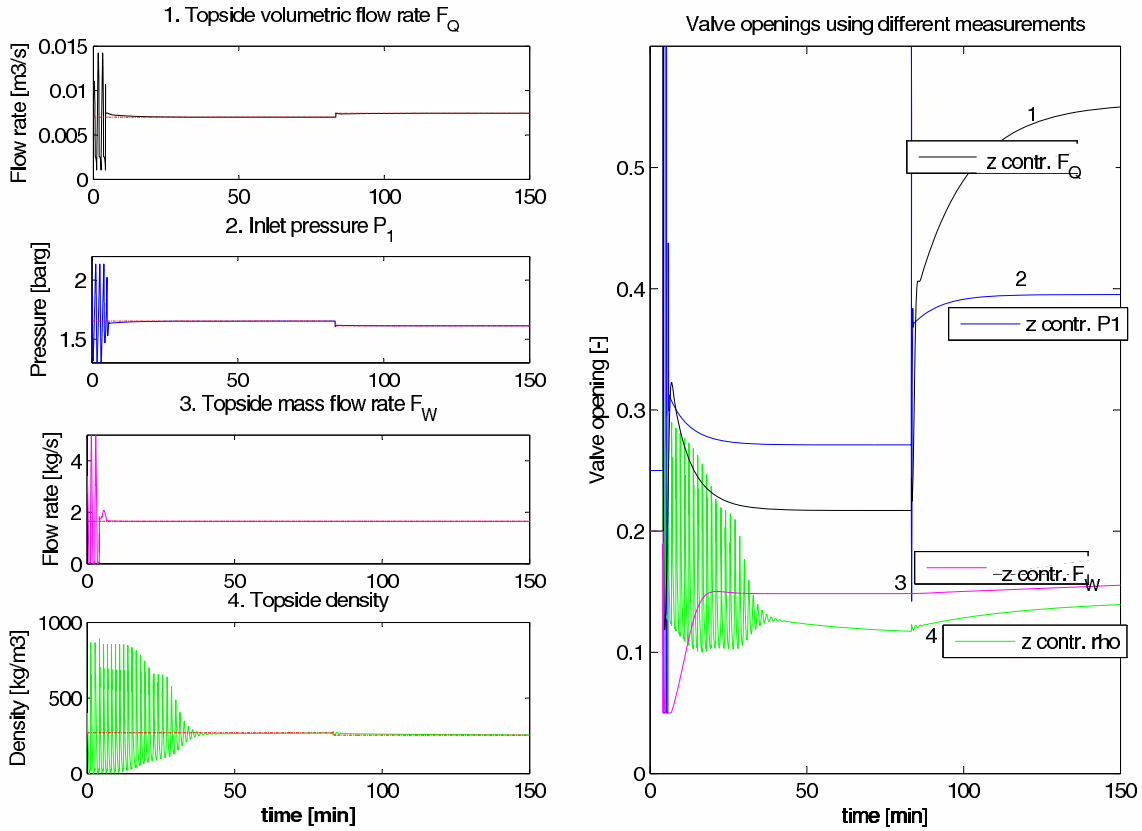 1. Topside volumetric flow rate F_Q
Flow rate [m3/s]
0.015
0.01
0.005
0
0 50 100 150
2. Inlet pressure P_1
Pressure [barg]
2
1.5
0 50 100 150
3. Topside mass flow rate F_W
Flow rate [kg/s]
4
2
0
0 50 100 150
4. Topside density
Density [kg/m3]
1000
500
0
0 50 100 150
time [min]
Valve openings using different measurements
Valve opening [-]
0.5
0.4
0.3
0.2
0.1
0
0 50 100 150
time [min]
1
z contr. F_Q
2
z contr. P1
z contr. F_W
3
4
z contr. rho